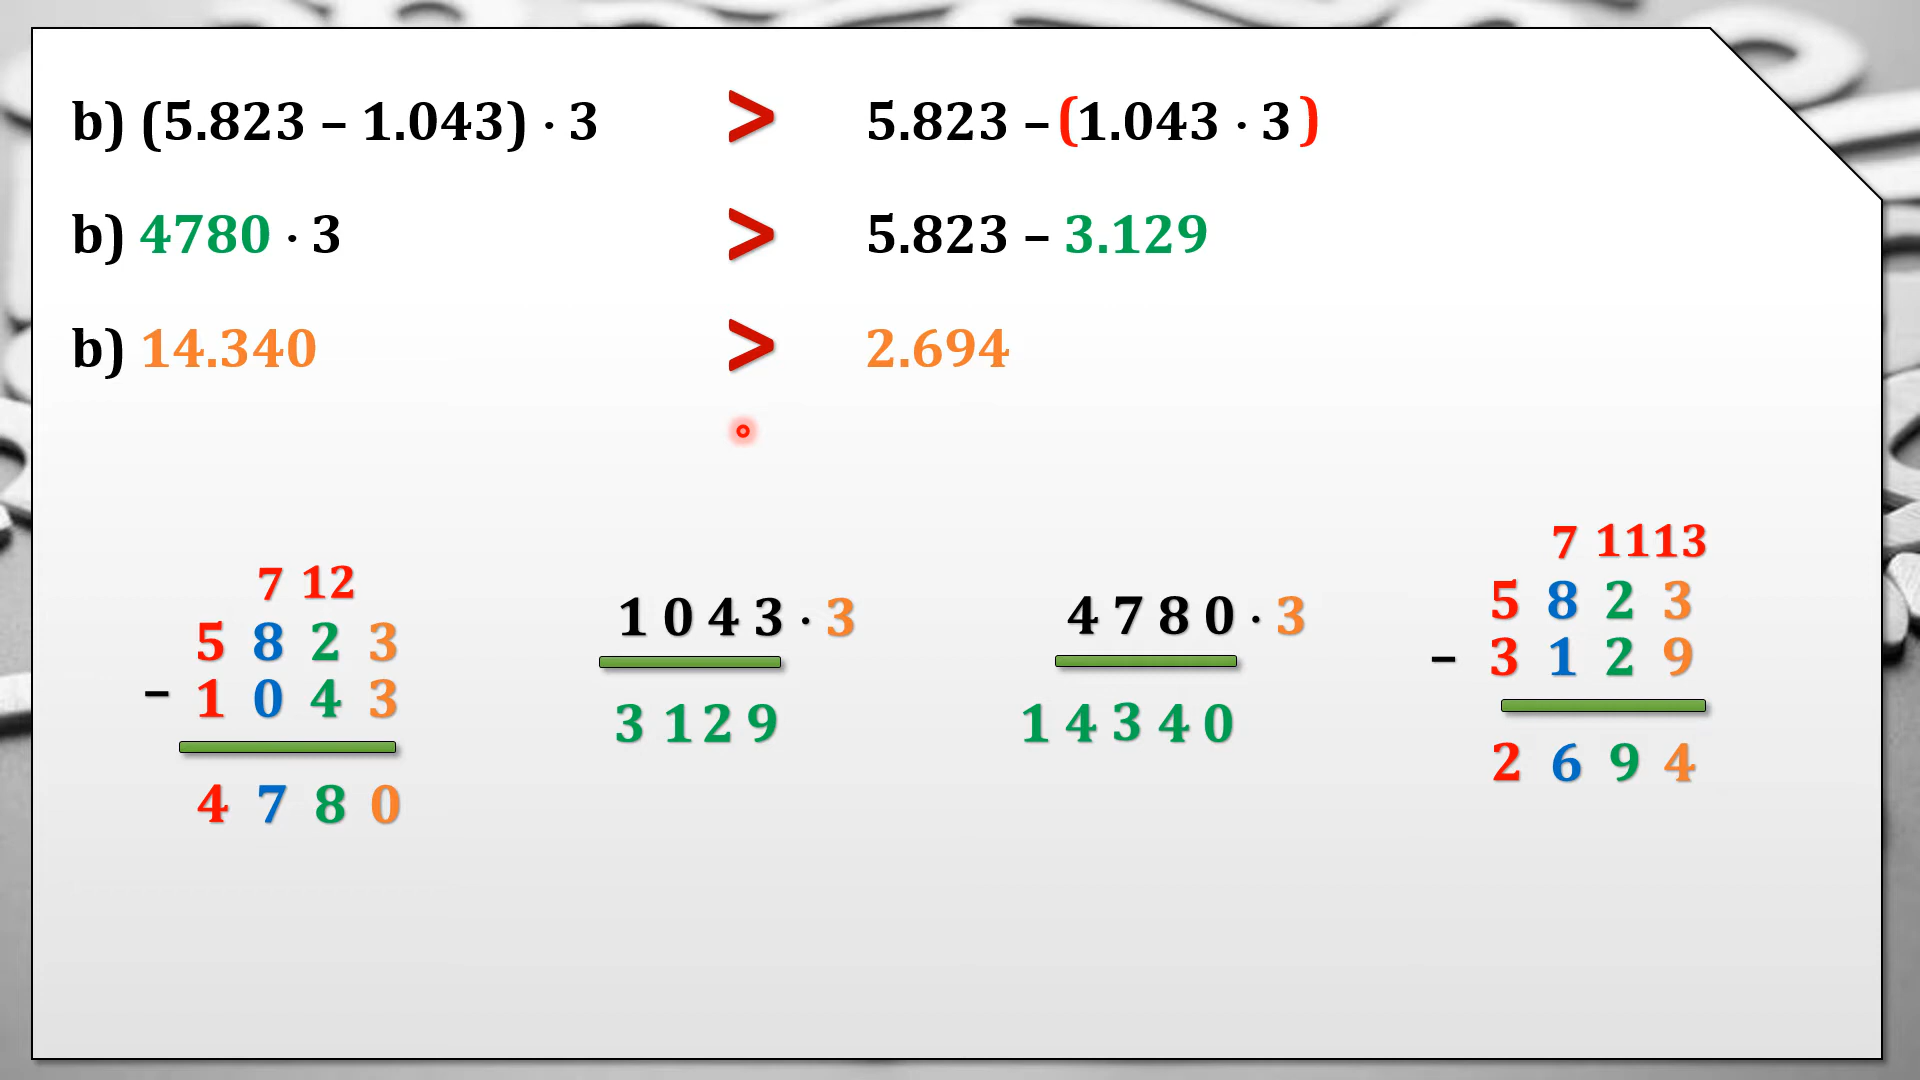 b) (5.823 – 1.043) · 3 > 5.823 – (1.043 · 3)
b) 4780 · 3 > 5.823 – 3.129
b) 14.340 > 2.694
7 12
5 8 2 3
– 1 0 4 3
4 7 8 0
1 0 4 3 · 3
3 1 2 9
4 7 8 0 · 3
1 4 3 4 0
7 11 13
5 8 2 3
– 3 1 2 9
2 6 9 4